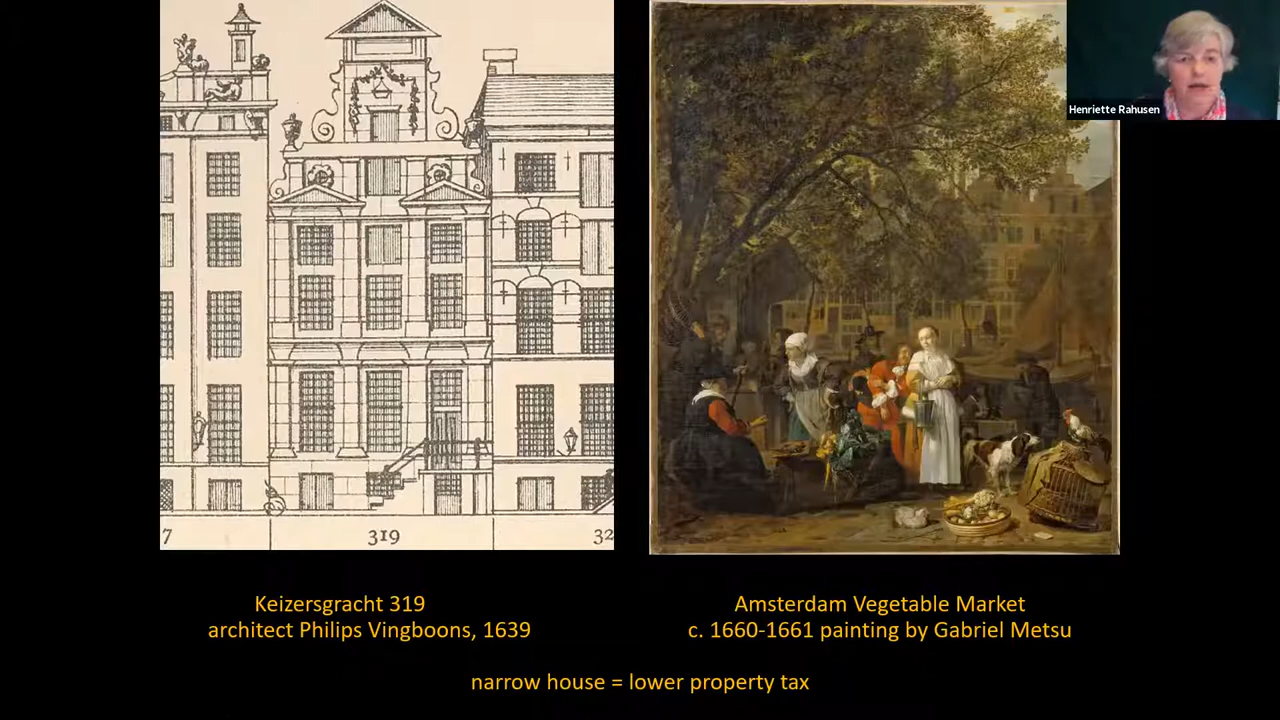 Henriette Rahusen
7
319
32
Keizersgracht 319
architect Philips Vingboons, 1639
Amsterdam Vegetable Market
c. 1660-1661 painting by Gabriel Metsu
narrow house = lower property tax